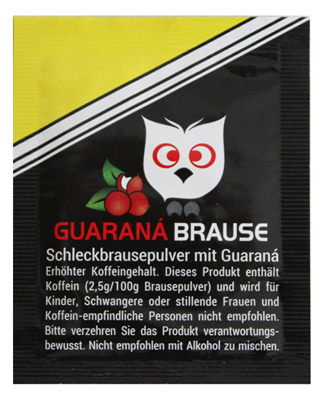 GUARANÁ BRAUSE
Schleckbrausepulver mit Guaraná
Erhöhter Koffeingehalt. Dieses Produkt enthält
Koffein (2,5g/100g Brausepulver) und wird für
Kinder, Schwangere oder stillende Frauen und
Koffein-empfindliche Personen nicht empfohlen.
Bitte verzehren Sie das Produkt verantwortungs-
bewusst. Nicht empfohlen mit Alkohol zu mischen.